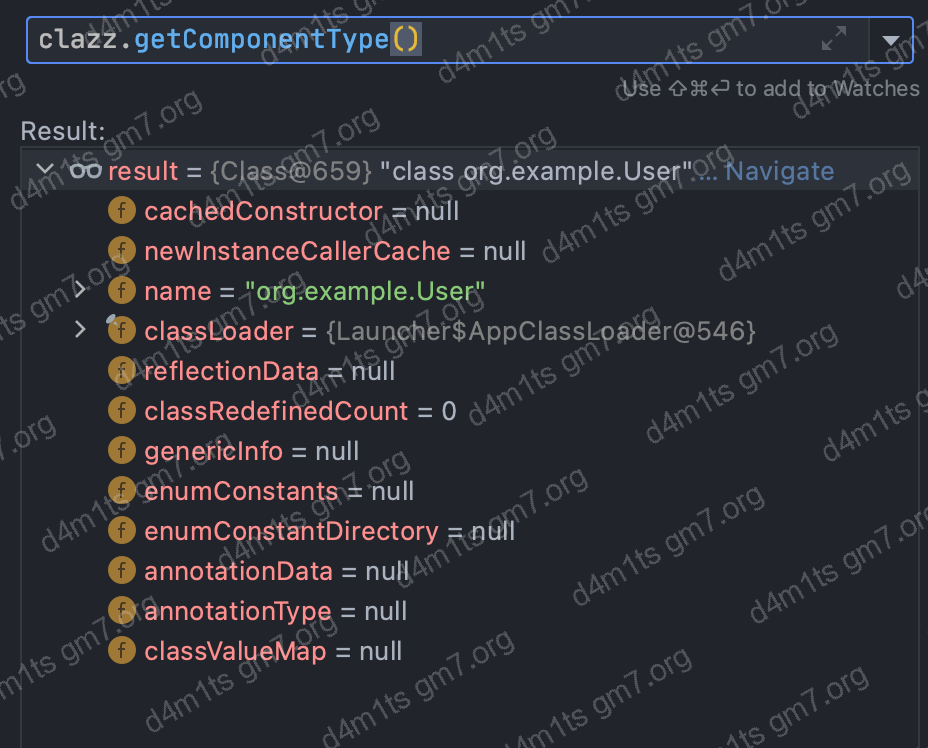 clazz.getComponentType()
Use ⇧⌘⏎ to add to Watches
Result:
result = {Class@659} "class org.example.User" ... Navigate
f cachedConstructor = null
f newInstanceCallerCache = null
f name = "org.example.User"
f classLoader = {Launcher$AppClassLoader@546}
f reflectionData = null
f classRedefinedCount = 0
f genericInfo = null
f enumConstants = null
f enumConstantDirectory = null
f annotationData = null
f annotationType = null
f classValueMap = null
d4m1ts gm7.org